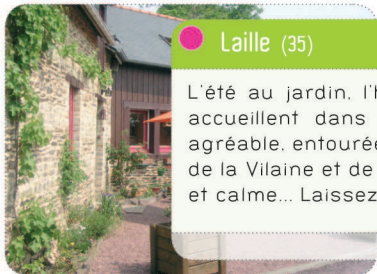 Laille (35)
L'été au jardin, l'
accueillent dans
agréable, entourée
de la Vilaine et de
et calme... Laissez